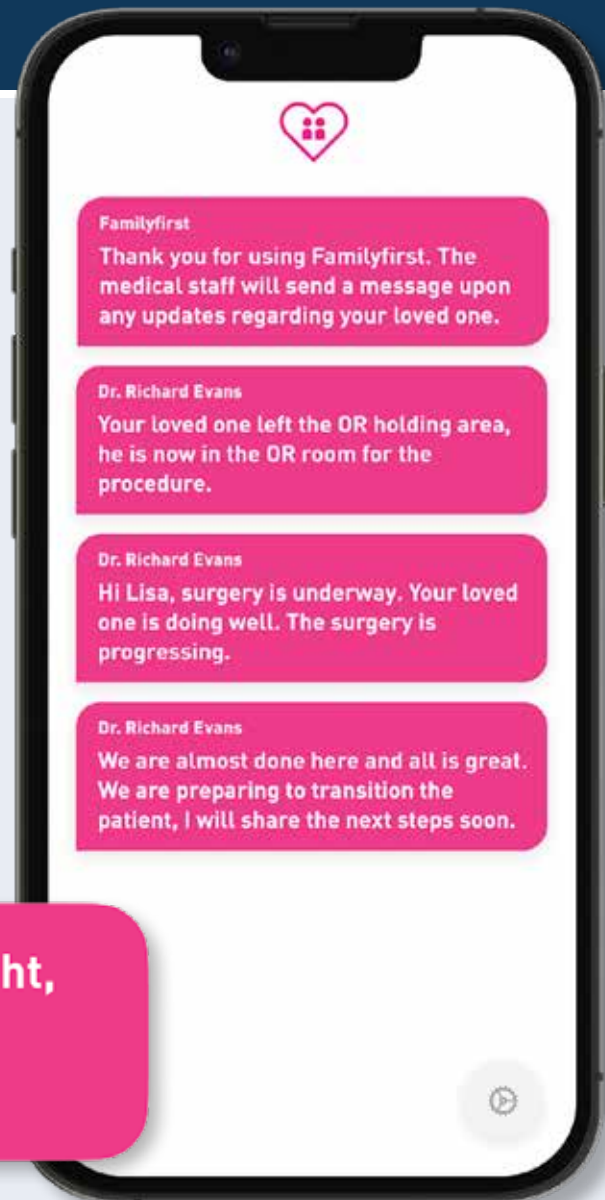 Familyfirst
Thank you for using Familyfirst. The
medical staff will send a message upon
any updates regarding your loved one.
Dr. Richard Evans
Your loved one left the OR holding area,
he is now in the OR room for the
procedure.
Dr. Richard Evans
Hi Lisa, surgery is underway. Your loved
one is doing well. The surgery is
progressing.
Dr. Richard Evans
We are almost done here and all is great.
We are preparing to transition the
patient, I will share the next steps soon.
ht,